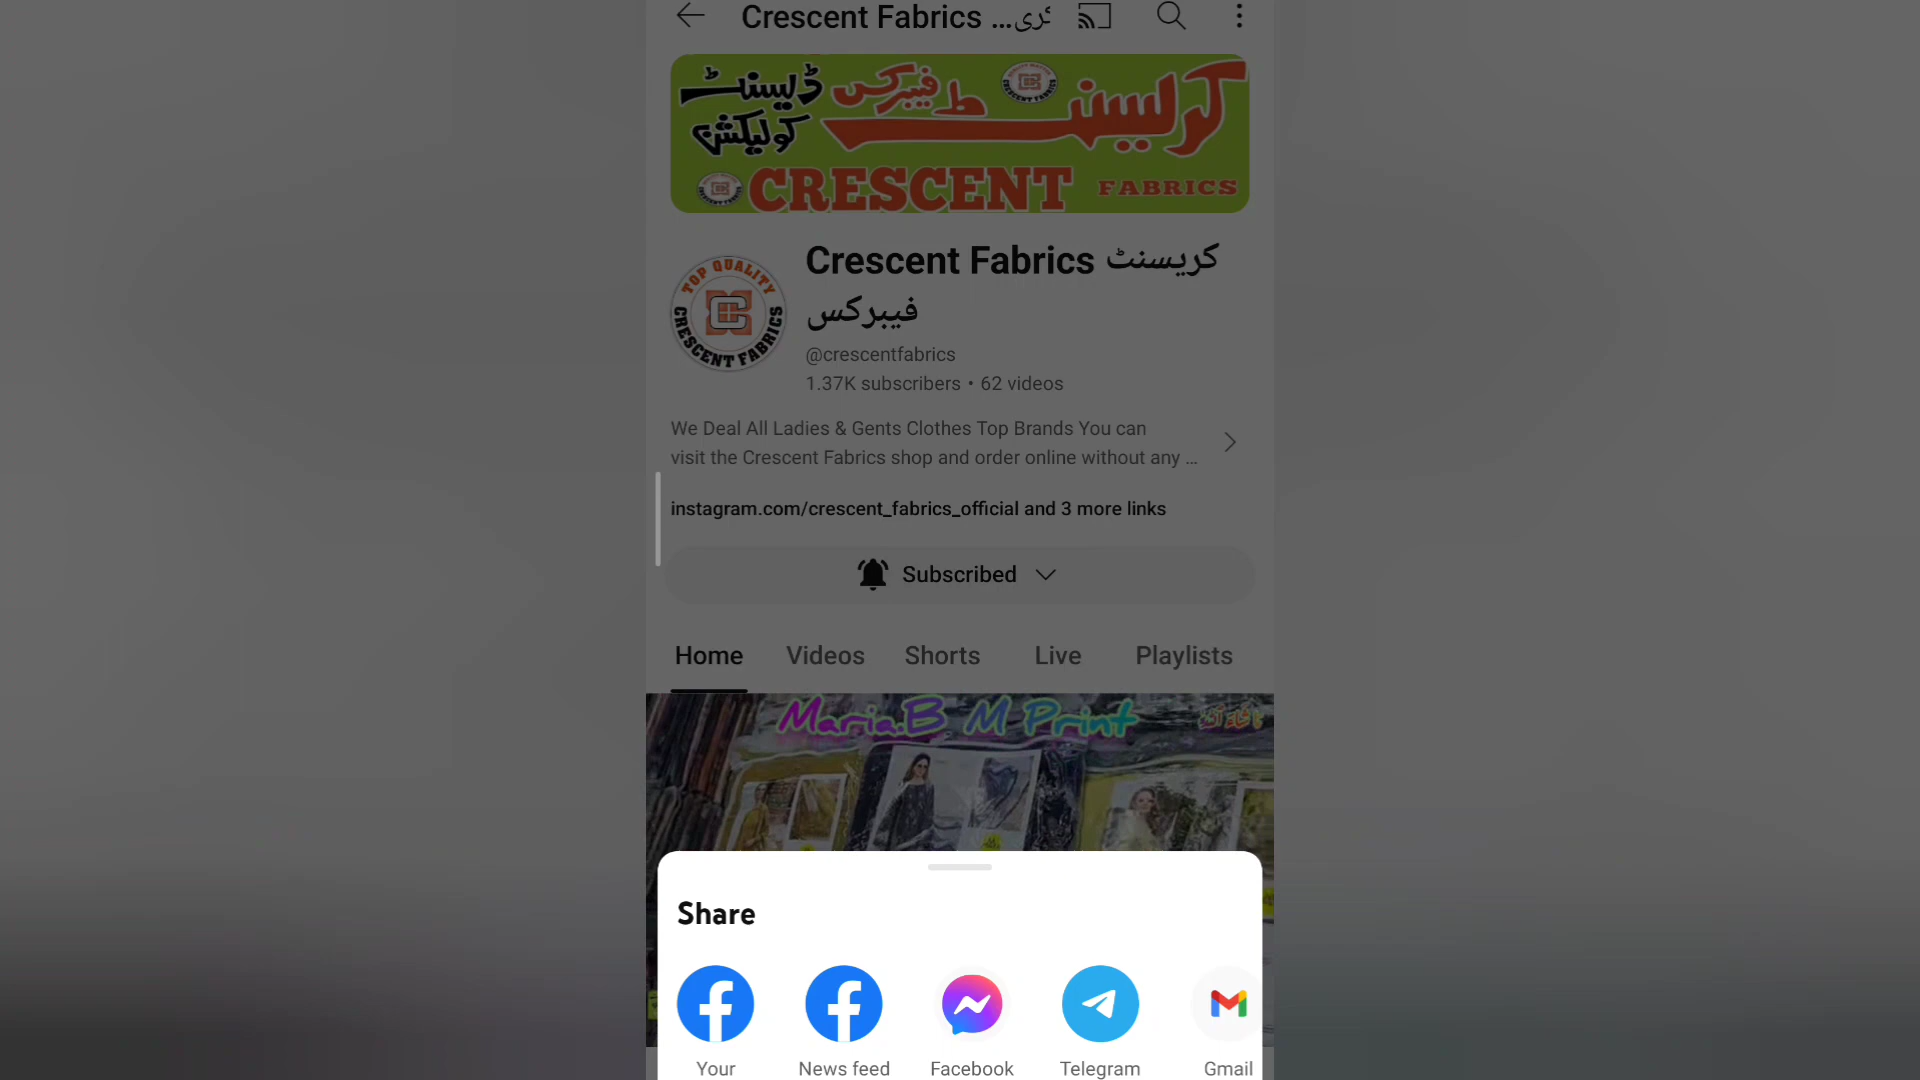 Crescent Fabrics ...کری
ڈیسنٹ کولیکشن
کرلیسنٹ فیبرکس
CRESCENT FABRICS
TOP QUALITY
CRESCENT FABRICS
Crescent Fabrics کریسنٹ
فیبرکس
@crescentfabrics
1.37K subscribers • 62 videos
We Deal All Ladies & Gents Clothes Top Brands You can
visit the Crescent Fabrics shop and order online without any ...
instagram.com/crescent_fabrics_official and 3 more links
Subscribed
Home Videos Shorts Live Playlists
Maria.B M Print
Share
Your News feed Facebook Telegram Gmail